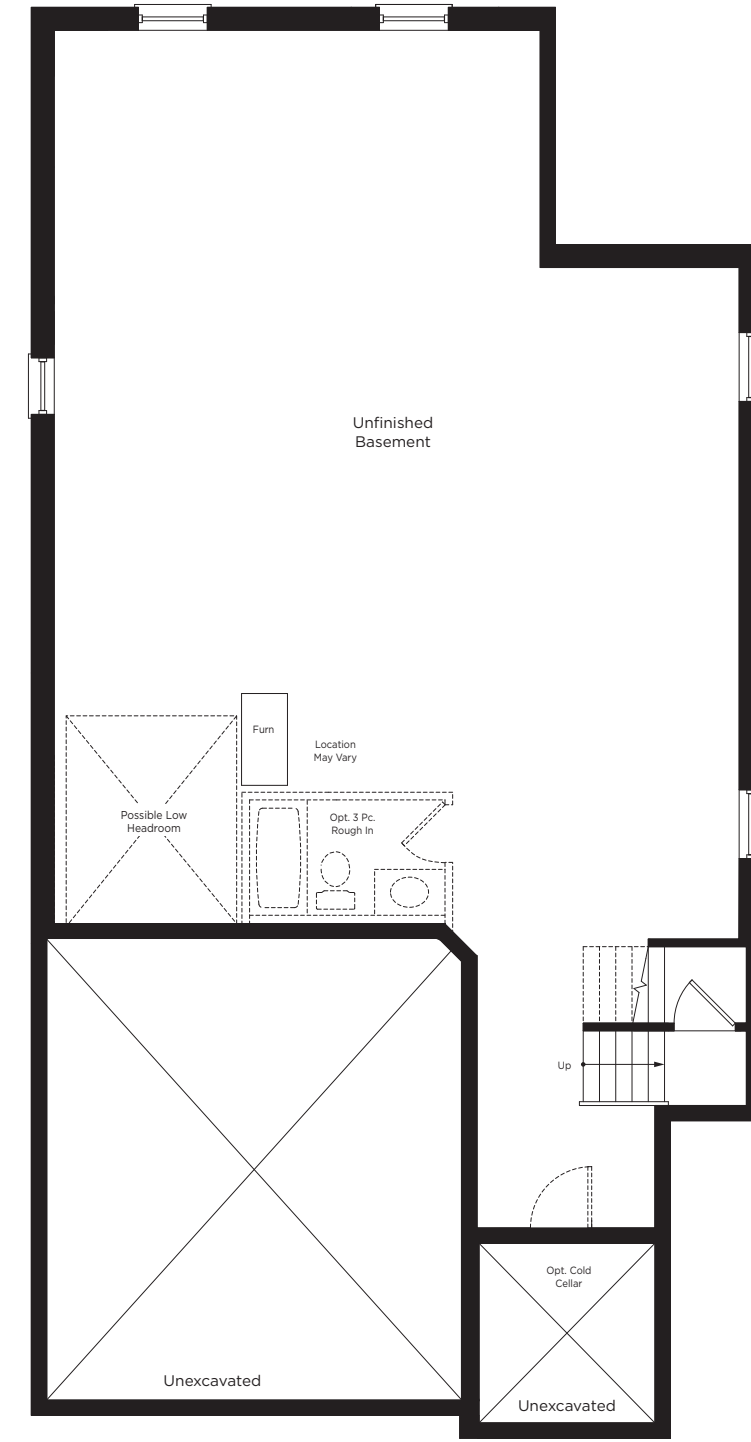 Unfinished
Basement
Furn
Location
May Vary
Possible Low
Headroom
Opt. 3 Pc.
Rough In
Up
Opt. Cold
Cellar
Unexcavated
Unexcavated